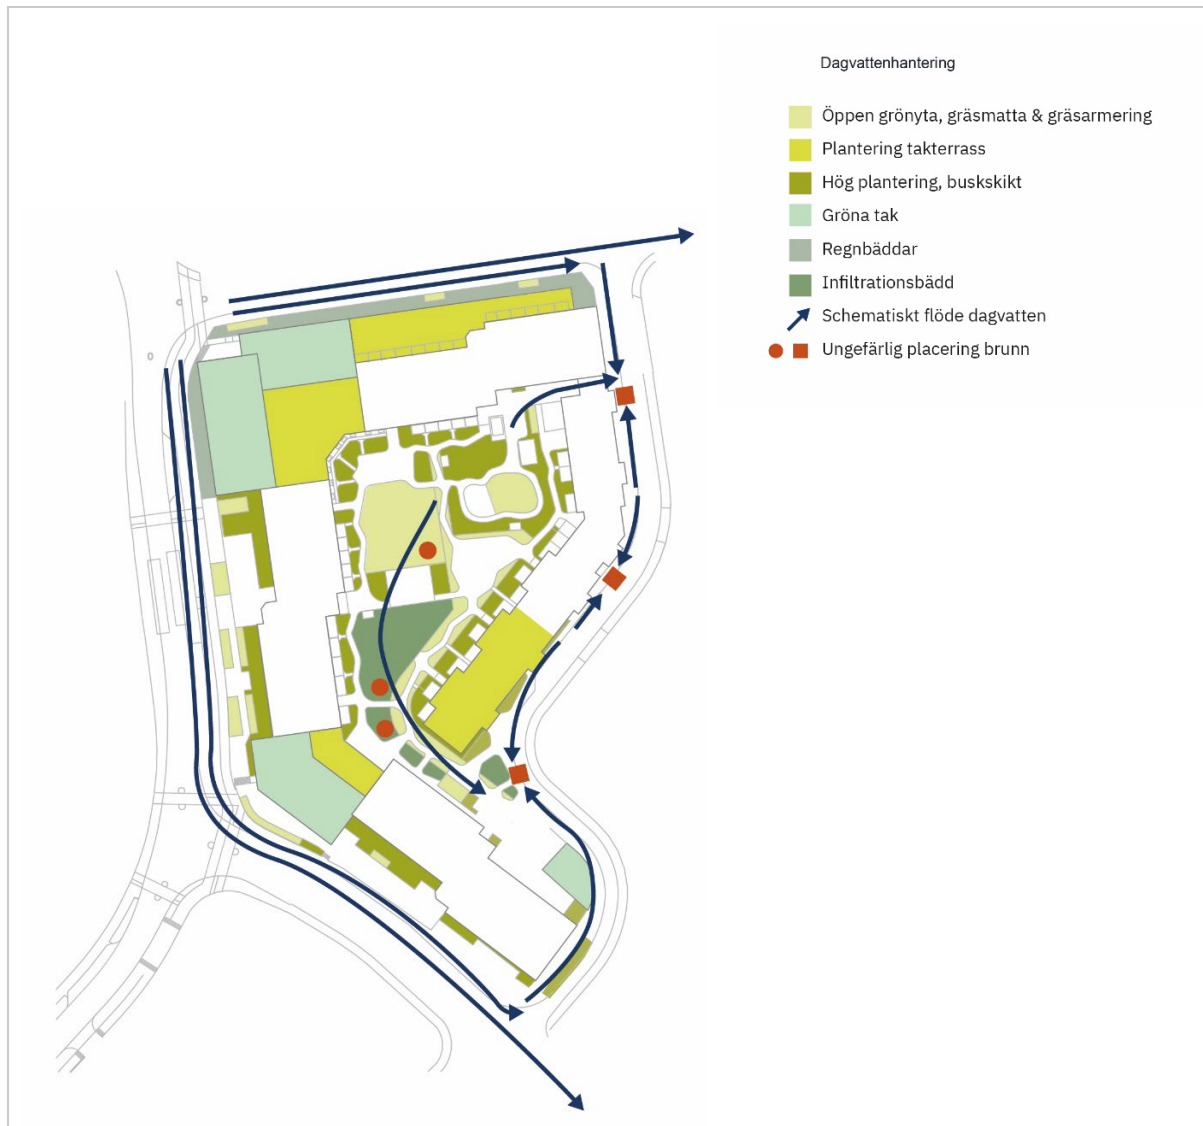 Dagvattenhantering
Öppen grönyta, gräsmatta & gräsarmering
Plantering takterrass
Hög plantering, buskskikt
Gröna tak
Regnbäddar
Infiltrationsbädd
Schematiskt flöde dagvatten
Ungefärlig placering brunn